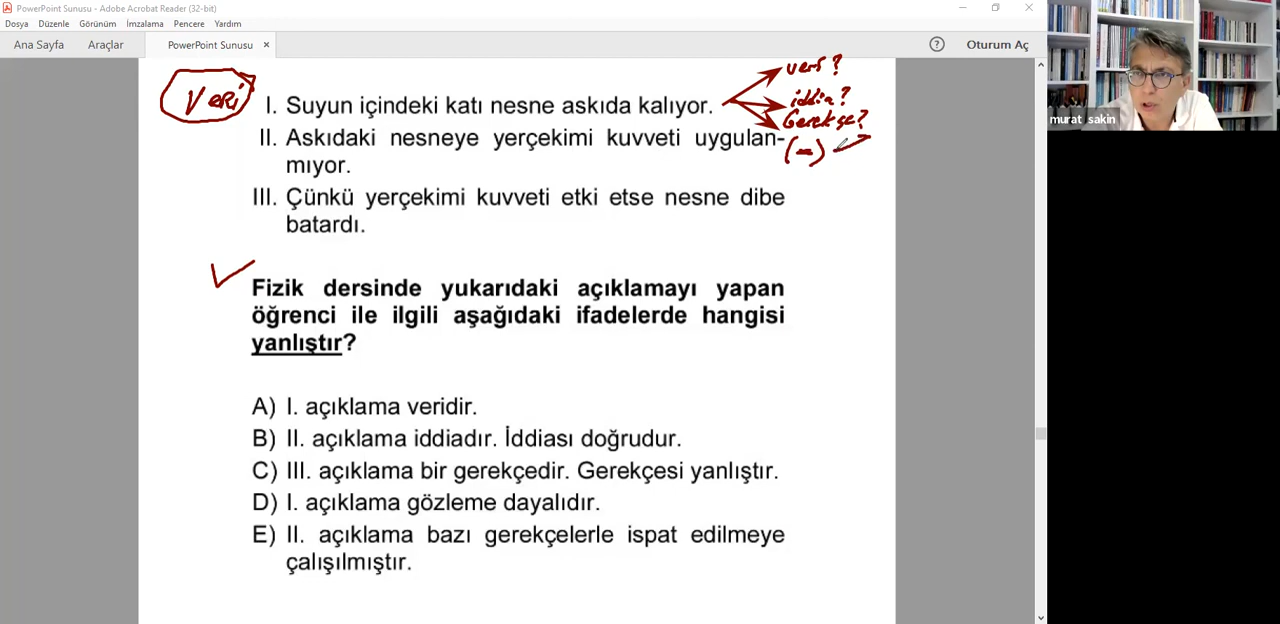 PowerPoint Sunusu - Adobe Acrobat Reader (32-bit)
Dosya Düzenle Görünüm İmzalama Pencere Yardım
Ana Sayfa Araçlar PowerPoint Sunusu × ? Oturum Aç
murat sakin
Veri
veri?
I. Suyun içindeki katı nesne askıda kalıyor.
iddia?
Gerekçe?
(-)
II. Askıdaki nesneye yerçekimi kuvveti uygulan-
mıyor.
III. Çünkü yerçekimi kuvveti etki etse nesne dibe
batardı.
Fizik dersinde yukarıdaki açıklamayı yapan
öğrenci ile ilgili aşağıdaki ifadelerde hangisi
yanlıştır?
A) I. açıklama veridir.
B) II. açıklama iddiadır. İddiası doğrudur.
C) III. açıklama bir gerekçedir. Gerekçesi yanlıştır.
D) I. açıklama gözleme dayalıdır.
E) II. açıklama bazı gerekçelerle ispat edilmeye
çalışılmıştır.